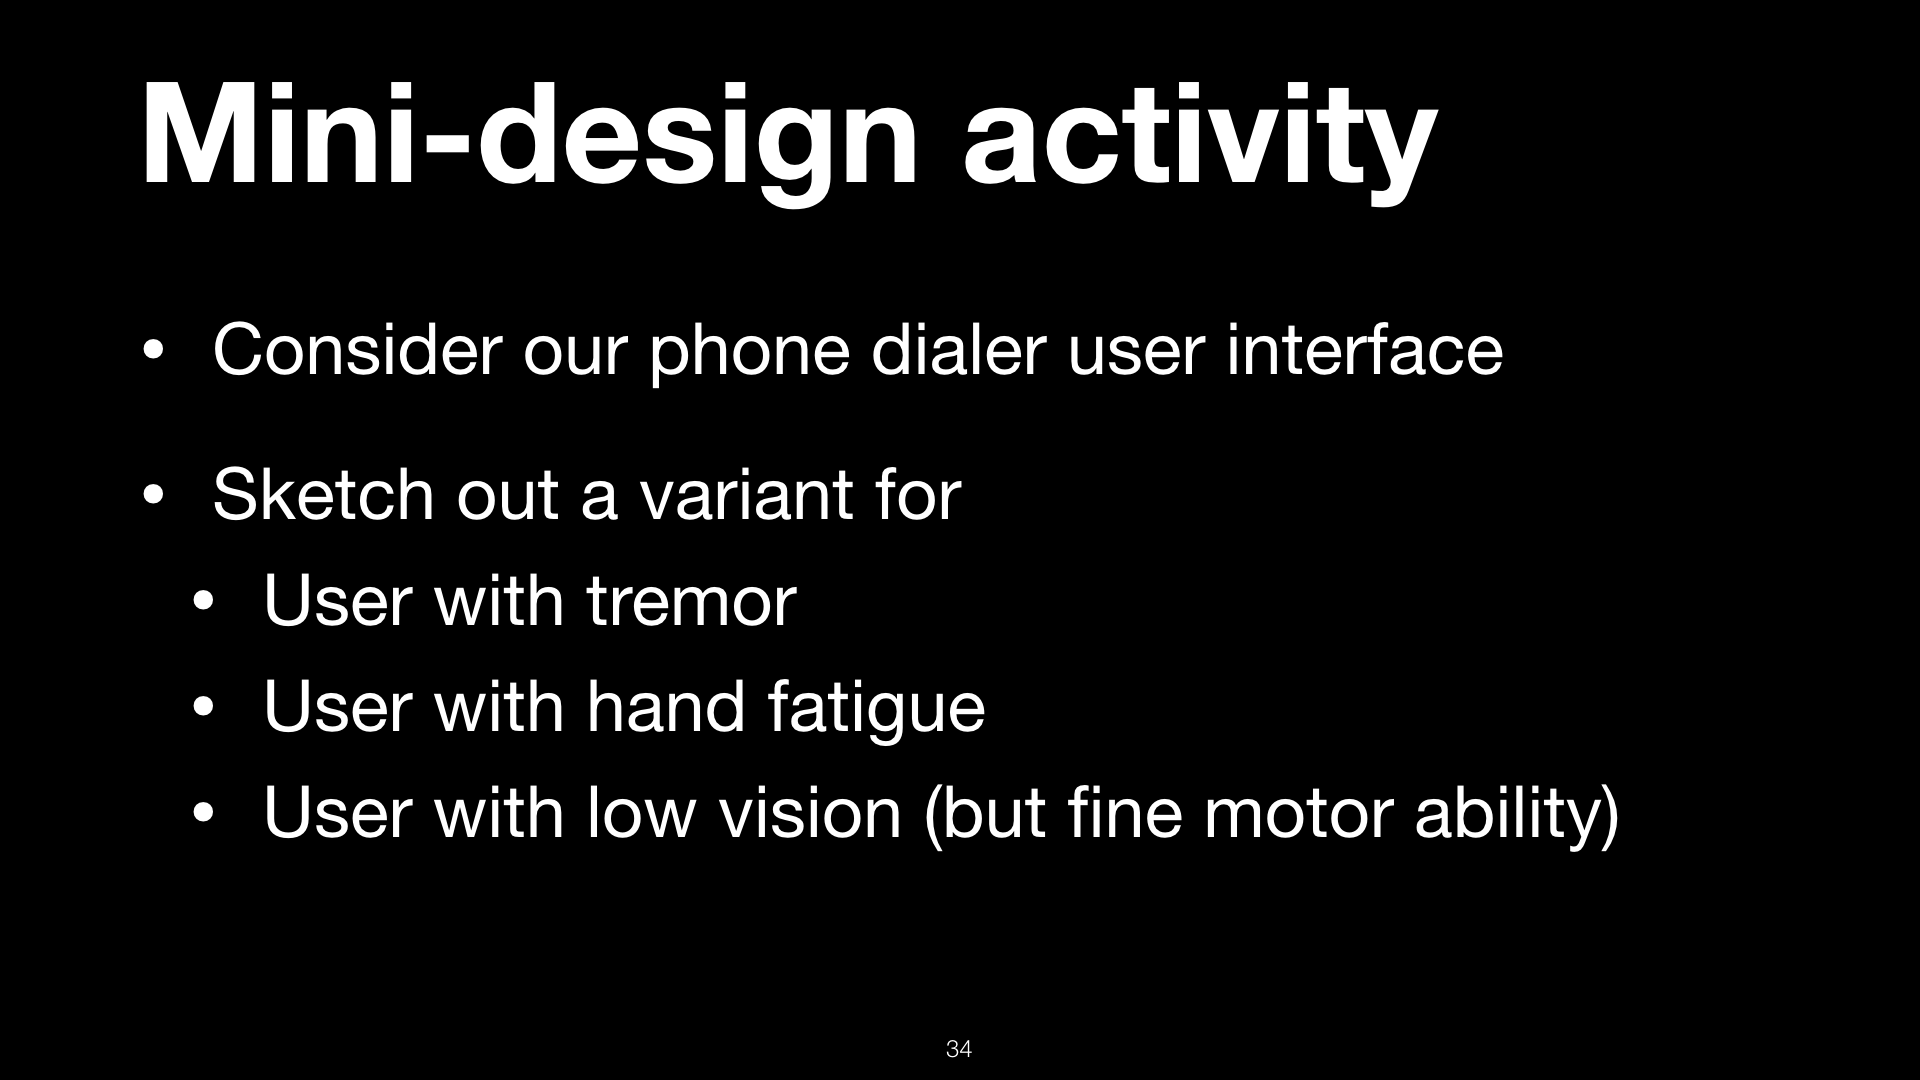 Mini-design activity
• Consider our phone dialer user interface
• Sketch out a variant for
• User with tremor
• User with hand fatigue
• User with low vision (but fine motor ability)
34